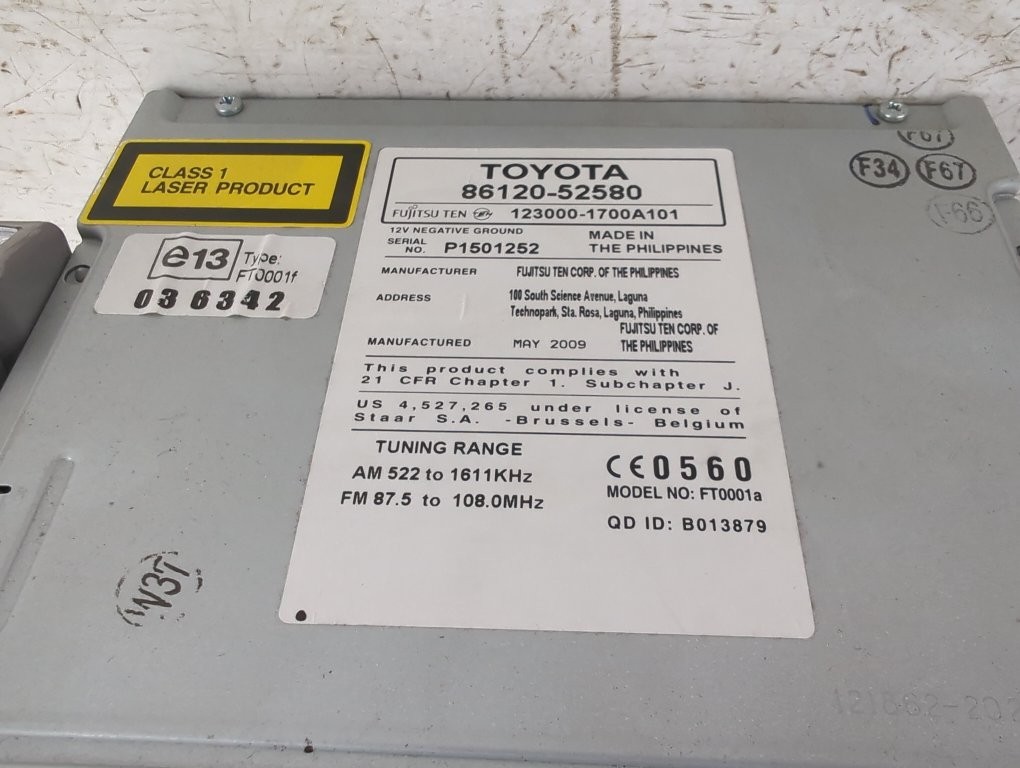 F67
F34 F67
I-66
CLASS 1
LASER PRODUCT
TOYOTA
86120-52580
FUJITSU TEN 123000-1700A101
12V NEGATIVE GROUND
SERIAL NO. P1501252
MADE IN
THE PHILIPPINES
e13 Type:
FT0001f
036342
MANUFACTURER FUJITSU TEN CORP. OF THE PHILIPPINES
ADDRESS 100 South Science Avenue, Laguna
Technopark, Sta. Rosa, Laguna, Philippines
FUJITSU TEN CORP. OF
MANUFACTURED MAY 2009 THE PHILIPPINES
This product complies with
21 CFR Chapter 1. Subchapter J.
US 4,527,265 under license of
Staar S.A. -Brussels- Belgium
TUNING RANGE
AM 522 to 1611KHz
FM 87.5 to 108.0MHz
CE0560
MODEL NO: FT0001a
QD ID: B013879
N37